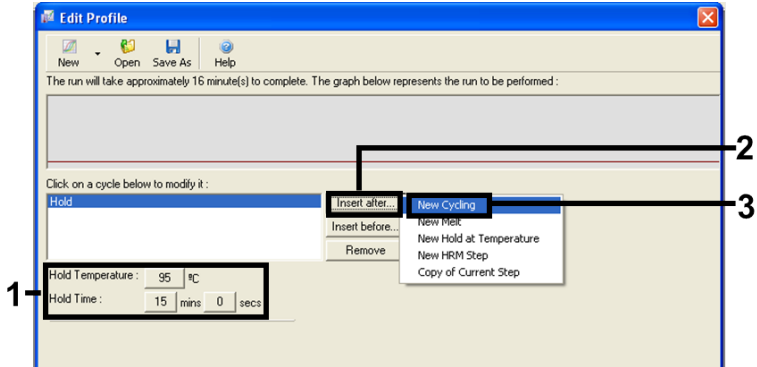 Edit Profile
New Open Save As Help
The run will take approximately 16 minute(s) to complete. The graph below represents the run to be performed :
2
Click on a cycle below to modify it :
Hold
Insert after...
New Cycling
3
Insert before...
New Melt
New Hold at Temperature
Remove
New HRM Step
Copy of Current Step
1
Hold Temperature : 95 ºC
Hold Time : 15 mins 0 secs